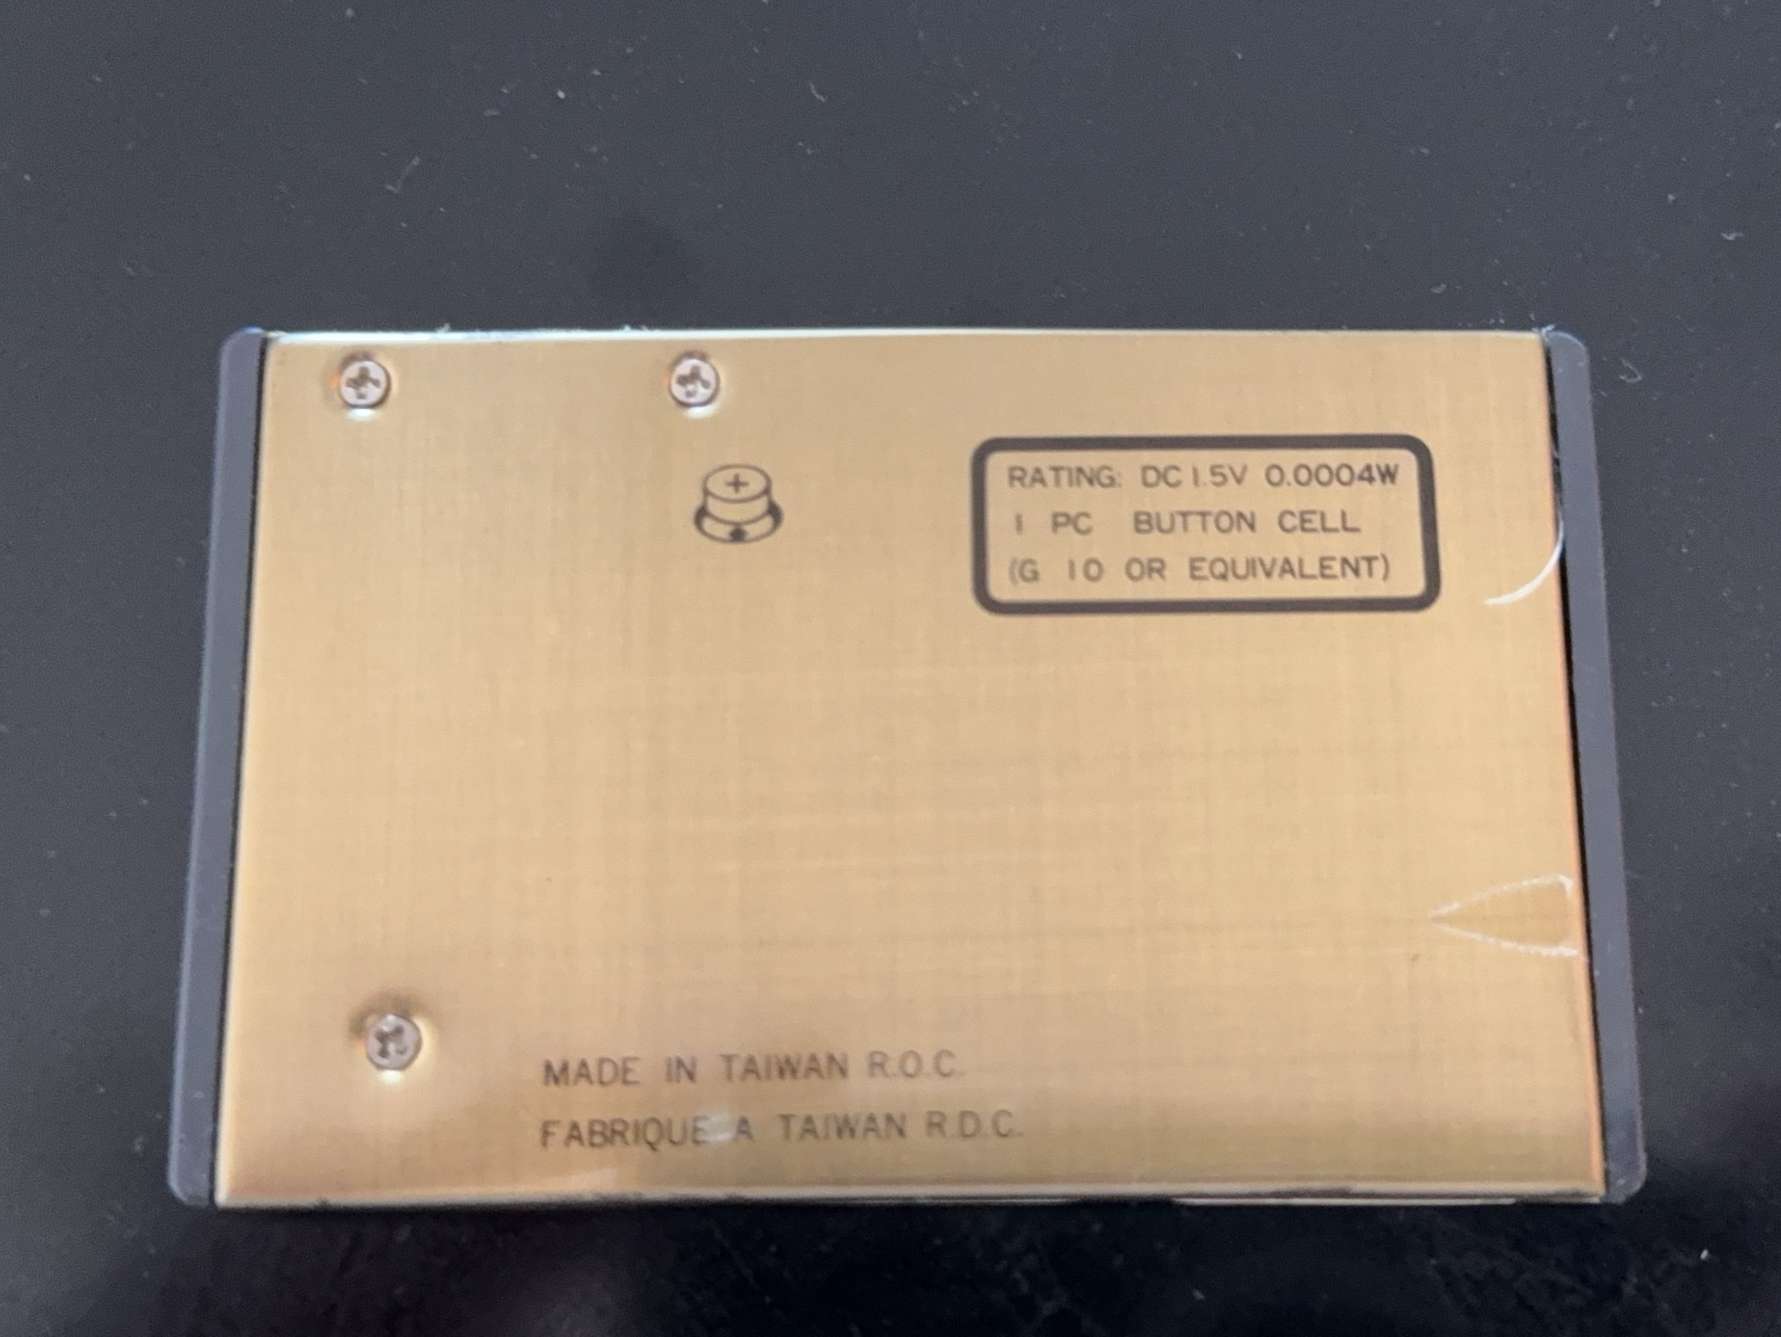 RATING: DC 1.5V 0.0004W
1 PC BUTTON CELL
(G 10 OR EQUIVALENT)
+
MADE IN TAIWAN R.O.C.
FABRIQUE A TAIWAN R.D.C.